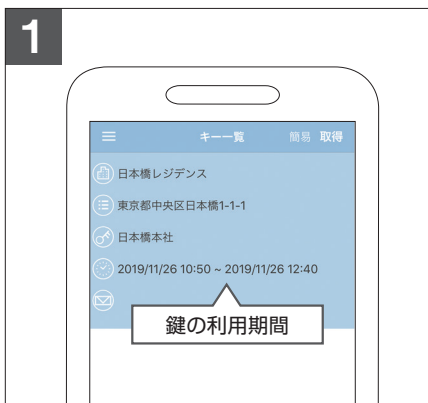 1
キー一覧 簡易 取得
日本橋レジデンス
東京都中央区日本橋1-1-1
日本橋本社
2019/11/26 10:50 ~ 2019/11/26 12:40
鍵の利用期間